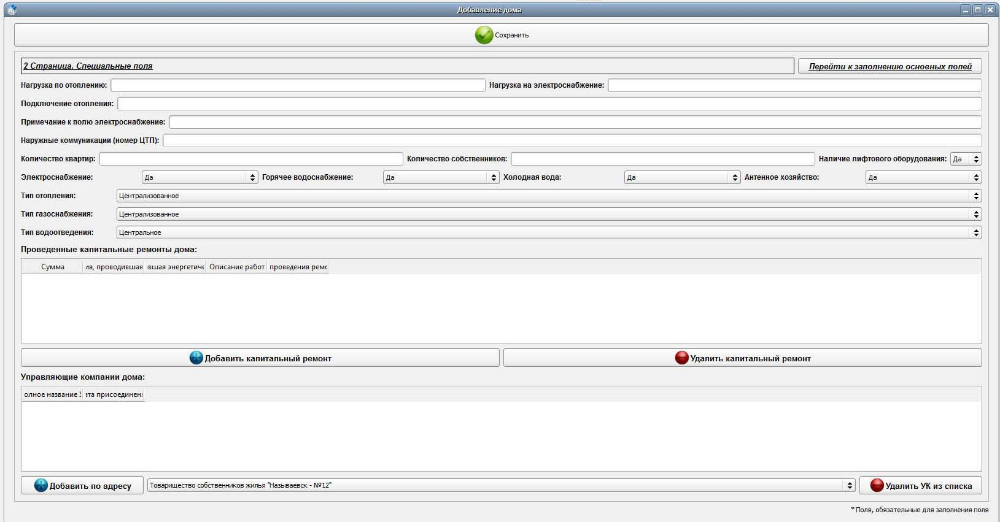 Добавление дома
Сохранить
2 Страница. Специальные поля
Перейти к заполнению основных полей
Нагрузка по отоплению: Нагрузка на электроснабжение:
Подключение отопления:
Примечание к полю электроснабжение:
Наружные коммуникации (номер ЦТП):
Количество квартир: Количество собственников: Наличие лифтового оборудования: Да
Электроснабжение: Да Горячее водоснабжение: Да Холодная вода: Да Антенное хозяйство: Да
Тип отопления: Централизованное
Тип газоснабжения: Централизованное
Тип водоотведения: Центральное
Проведенные капитальные ремонты дома:
Сумма ия, проводившая вшая энергетиче Описание работ проведения ремо
Добавить капитальный ремонт Удалить капитальный ремонт
Управляющие компании дома:
олное название У ата присоединени
Добавить по адресу Товарищество собственников жилья "Называевск - №12" Удалить УК из списка
* Поля, обязательные для заполнения поля